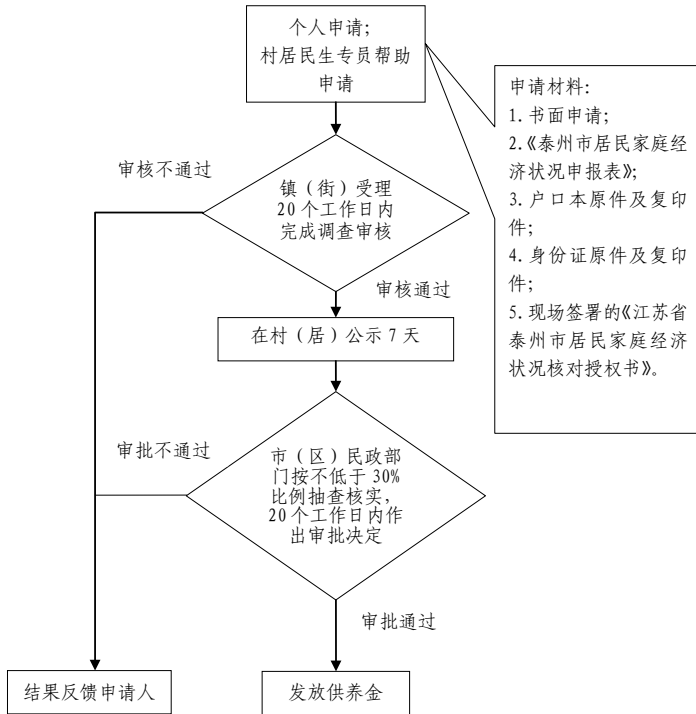 个人申请；
村居民生专员帮助
申请
申请材料：
1. 书面申请；
2.《泰州市居民家庭经
济状况申报表》；
3. 户口本原件及复印
件；
4. 身份证原件及复印
件；
5. 现场签署的《江苏省
泰州市居民家庭经济
状况核对授权书》。
审核不通过
镇（街）受理
20 个工作日内
完成调查审核
审核通过
在村（居）公示 7 天
审批不通过
市（区）民政部
门按不低于 30%
比例抽查核实，
20 个工作日内作
出审批决定
审批通过
结果反馈申请人
发放供养金